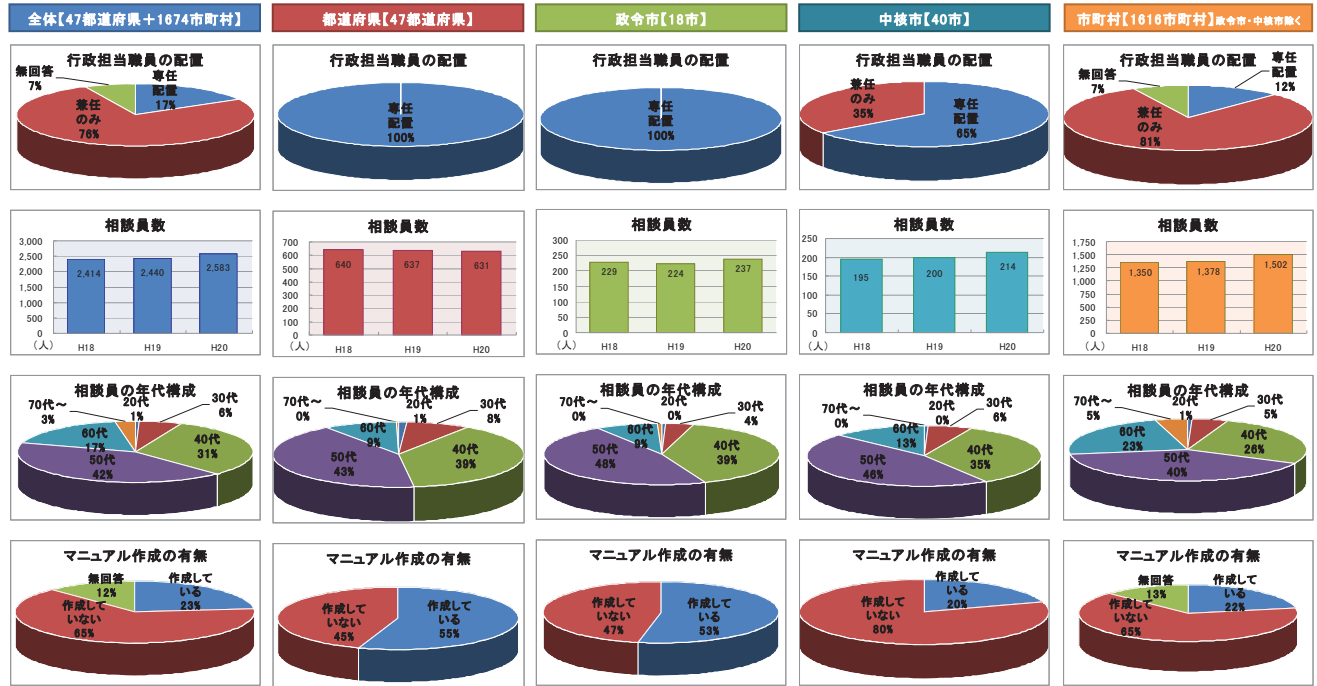 全体【47都道府県＋1674市町村】
都道府県【47都道府県】
政令市【18市】
中核市【40市】
市町村【1616市町村】政令市・中核市除く
行政担当職員の配置
無回答
7%
専任
配置
17%
兼任
のみ
76%
行政担当職員の配置
専任
配置
100%
行政担当職員の配置
専任
配置
100%
行政担当職員の配置
兼任
のみ
35%
専任
配置
65%
行政担当職員の配置
無回答
7%
専任
配置
12%
兼任
のみ
81%
相談員数
3,000
2,500
2,000
1,500
1,000
500
0
（人）
2,414
2,440
2,583
H18
H19
H20
相談員数
700
600
500
400
300
200
100
0
（人）
640
637
631
H18
H19
H20
相談員数
300
250
200
150
100
50
0
（人）
229
224
237
H18
H19
H20
相談員数
250
200
150
100
50
0
（人）
195
200
214
H18
H19
H20
相談員数
1,750
1,500
1,250
1,000
750
500
250
0
（人）
1,350
1,378
1,502
H18
H19
H20
相談員の年代構成
70代～
3%
20代
1%
30代
6%
60代
17%
40代
31%
50代
42%
相談員の年代構成
70代～
0%
20代
1%
30代
8%
60代
9%
40代
39%
50代
43%
相談員の年代構成
70代～
0%
20代
0%
30代
4%
60代
9%
40代
39%
50代
48%
相談員の年代構成
70代～
0%
20代
0%
30代
6%
60代
13%
40代
35%
50代
46%
相談員の年代構成
70代～
5%
20代
1%
30代
5%
60代
23%
40代
26%
50代
40%
マニュアル作成の有無
無回答
12%
作成して
いる
23%
作成して
いない
65%
マニュアル作成の有無
作成して
いない
45%
作成して
いる
55%
マニュアル作成の有無
作成して
いない
47%
作成して
いる
53%
マニュアル作成の有無
作成して
いる
20%
作成して
いない
80%
マニュアル作成の有無
無回答
13%
作成して
いる
22%
作成して
いない
65%